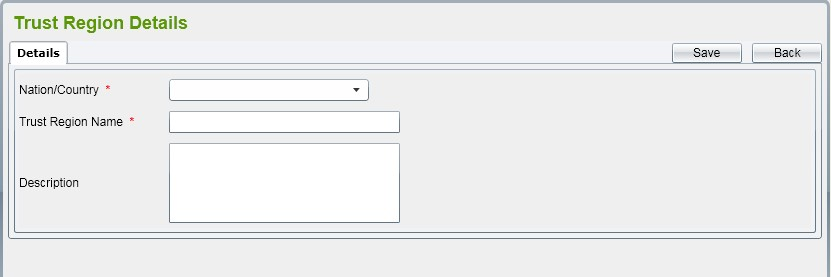 Trust Region Details
Details Save Back
Nation/Country *
Trust Region Name *
Description